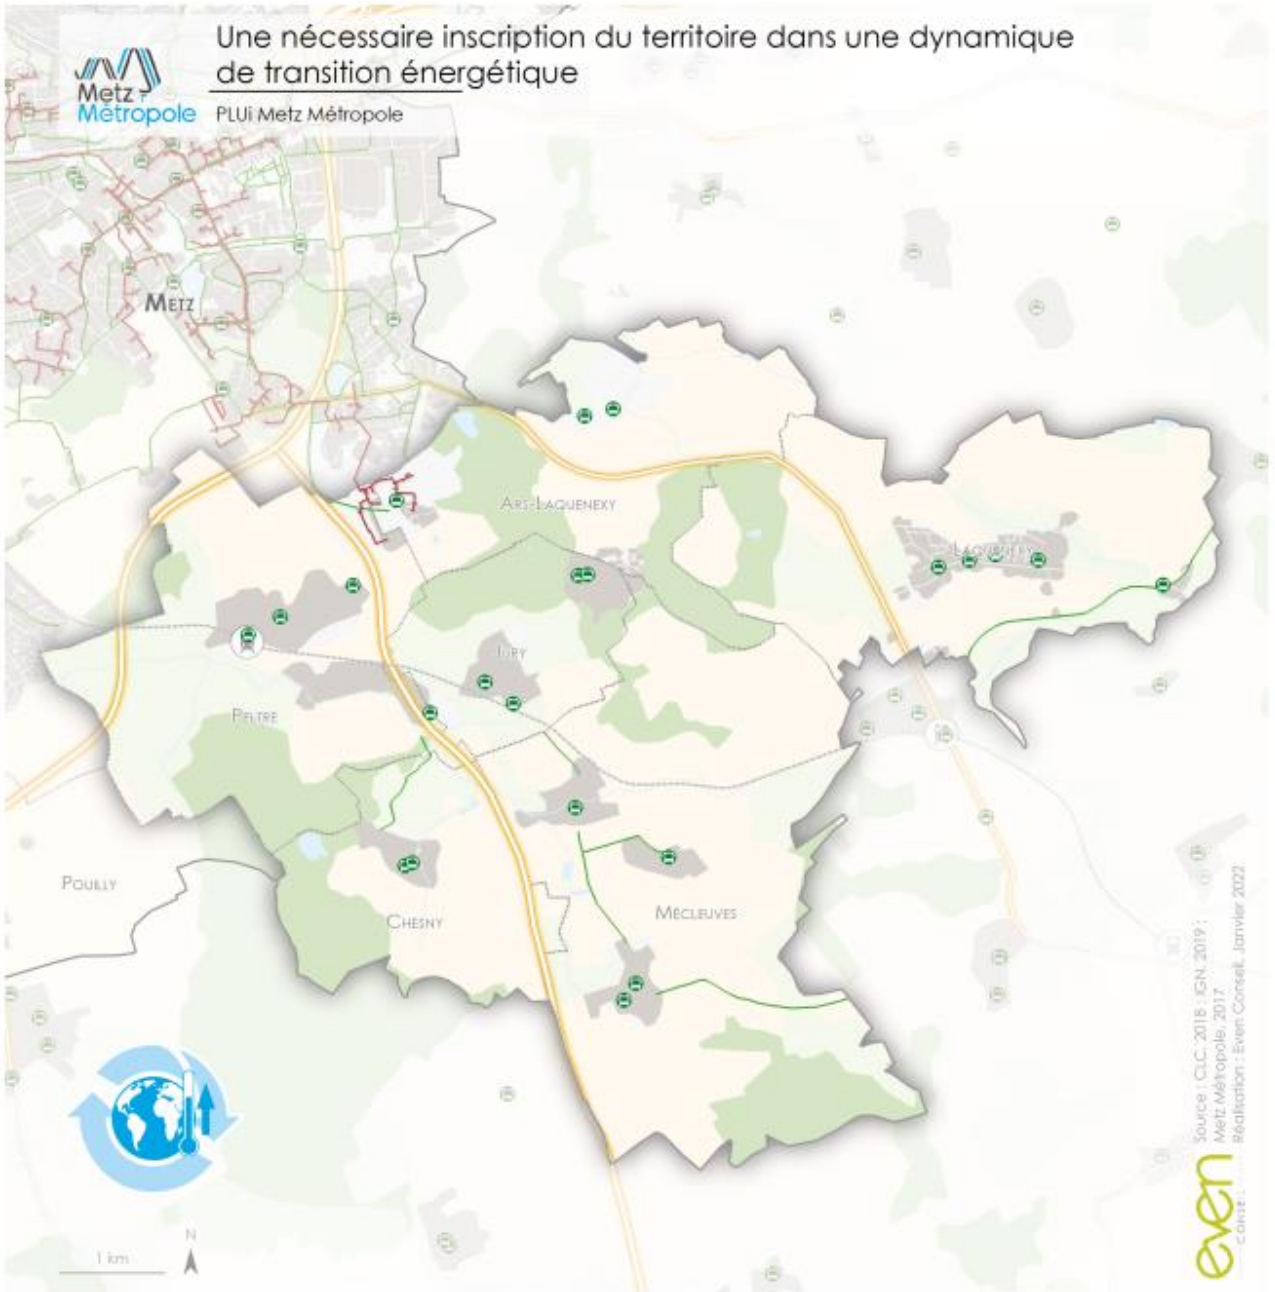 Une nécessaire inscription du territoire dans une dynamique
de transition énergétique
Metz
Métropole
PLUi Metz Métropole
METZ
ARS-LAQUENEXY
LAQUENEXY
JURY
PELTRE
POUILLY
CHESNY
MÉCLEUVES
1 km
N
Source : CLC, 2018 ; IGN, 2019 ;
Metz Métropole, 2017
Réalisation : Even Conseil, Janvier 2022
even
CONSEIL